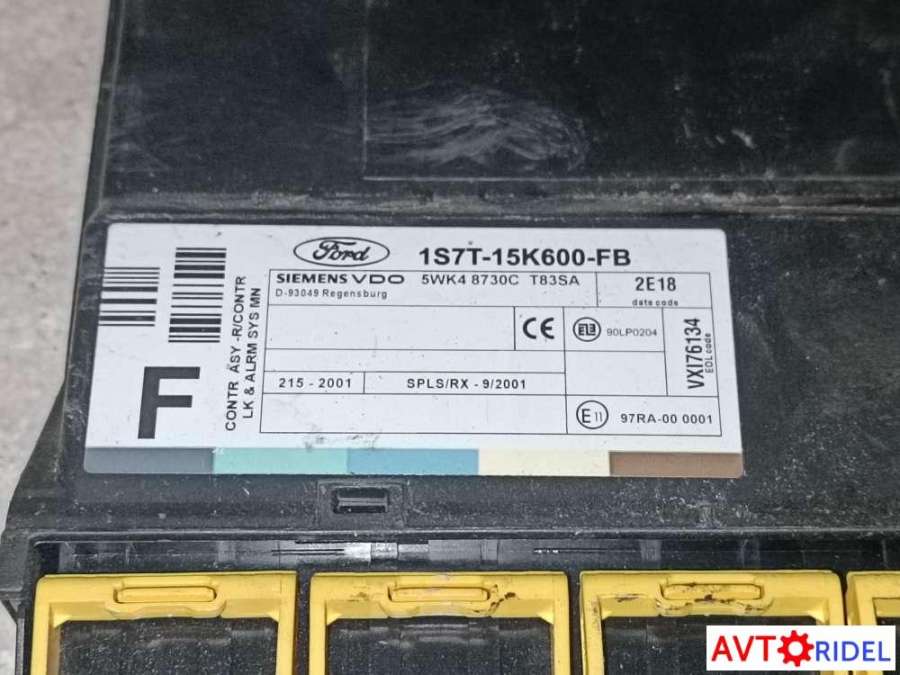 Ford 1S7T-15K600-FB
SIEMENS VDO 5WK4 8730C T83SA 2E18
D-93049 Regensburg date code
CE 90LP0204
215 - 2001 SPLS/RX - 9/2001
E 11 97RA-00 0001
VXI76134
EOL code
CONTR ASY -R/CONTR
LK & ALRM SYS MN
F
AVTORIDEL